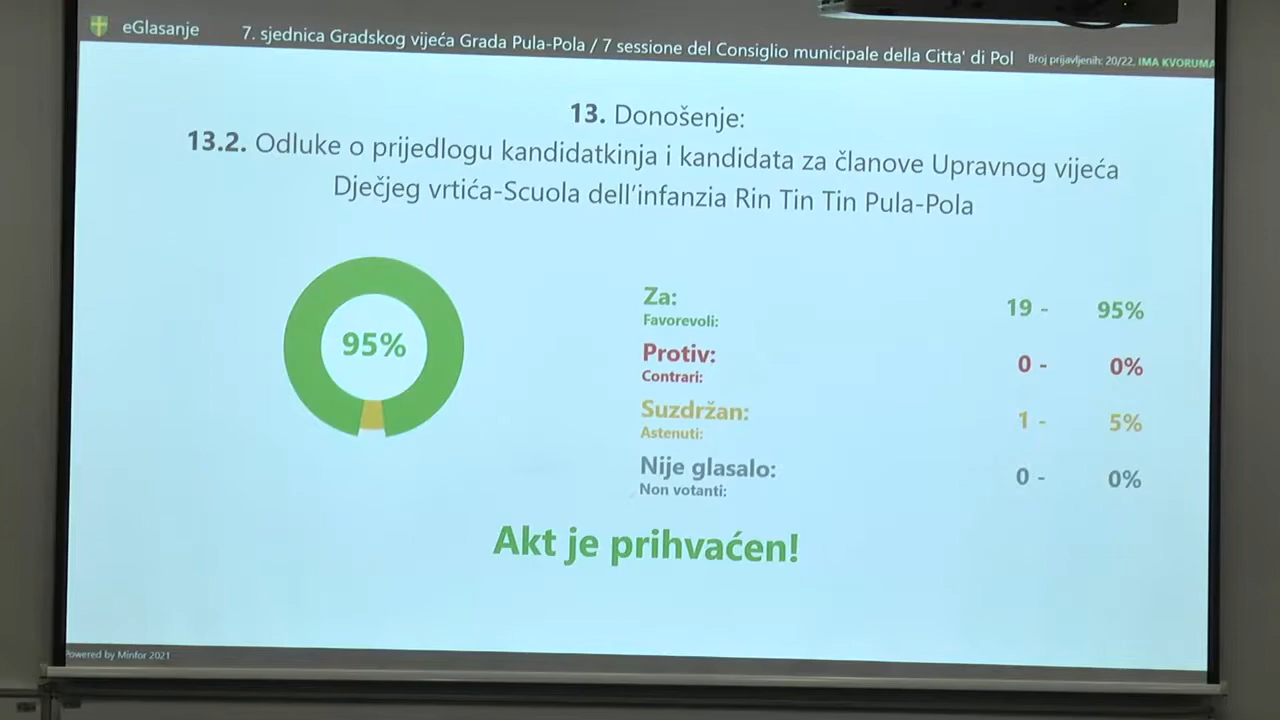 eGlasanje
7. sjednica Gradskog vijeća Grada Pula-Pola / 7 sessione del Consiglio municipale della Citta' di Pol
Broj prijavljenih: 20/22, IMA KVORUMA
13. Donošenje:
13.2. Odluke o prijedlogu kandidatkinja i kandidata za članove Upravnog vijeća
Dječjeg vrtića-Scuola dell'infanzia Rin Tin Tin Pula-Pola
95%
Za: 19 - 95%
Favorevoli:
Protiv: 0 - 0%
Contrari:
Suzdržan: 1 - 5%
Astenuti:
Nije glasalo: 0 - 0%
Non votanti:
Akt je prihvaćen!
Powered by Minfor 2021